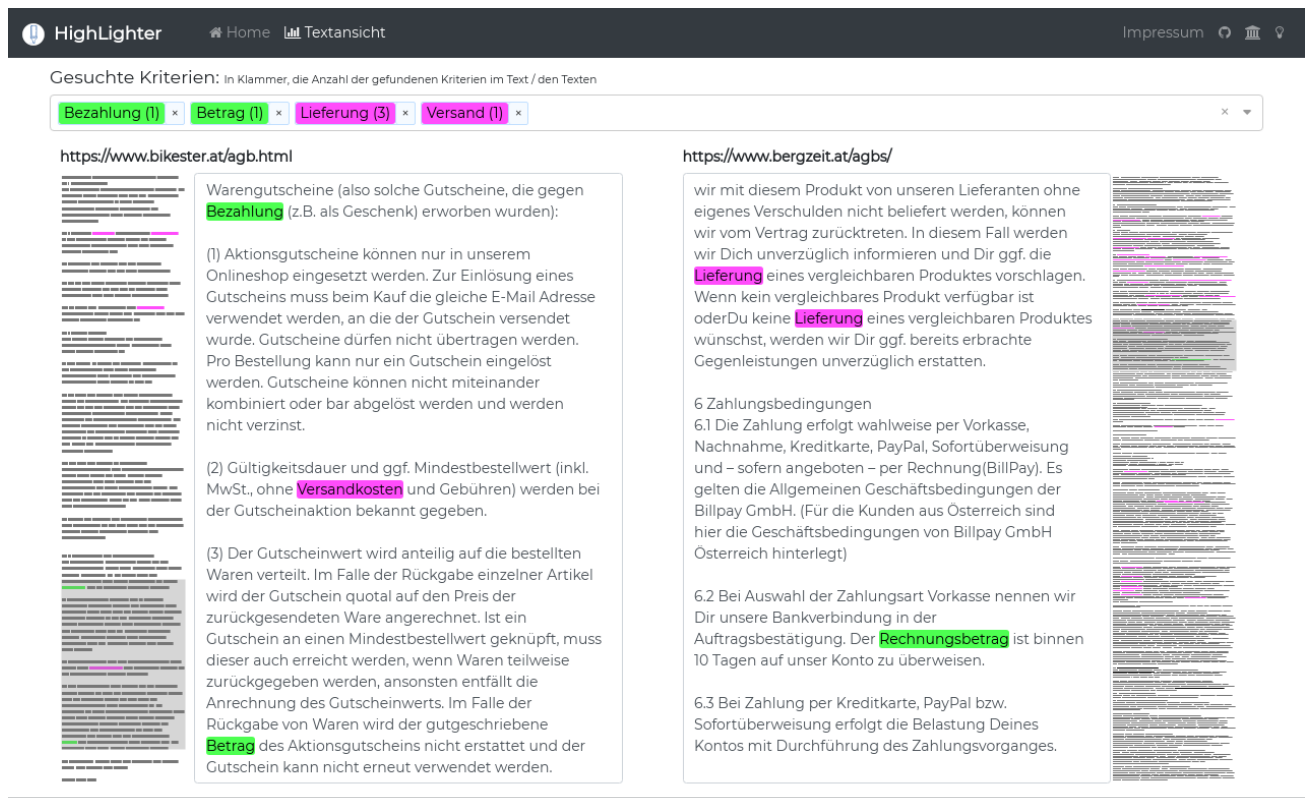 HighLighter Home Textansicht Impressum
Gesuchte Kriterien: In Klammer, die Anzahl der gefundenen Kriterien im Text / den Texten
Bezahlung (1) × Betrag (1) × Lieferung (3) × Versand (1) × ×
https://www.bikester.at/agb.html
Warengutscheine (also solche Gutscheine, die gegen
Bezahlung (z.B. als Geschenk) erworben wurden):
(1) Aktionsgutscheine können nur in unserem
Onlineshop eingesetzt werden. Zur Einlösung eines
Gutscheins muss beim Kauf die gleiche E-Mail Adresse
verwendet werden, an die der Gutschein versendet
wurde. Gutscheine dürfen nicht übertragen werden.
Pro Bestellung kann nur ein Gutschein eingelöst
werden. Gutscheine können nicht miteinander
kombiniert oder bar abgelöst werden und werden
nicht verzinst.
(2) Gültigkeitsdauer und ggf. Mindestbestellwert (inkl.
MwSt., ohne Versandkosten und Gebühren) werden bei
der Gutscheinaktion bekannt gegeben.
(3) Der Gutscheinwert wird anteilig auf die bestellten
Waren verteilt. Im Falle der Rückgabe einzelner Artikel
wird der Gutschein quotal auf den Preis der
zurückgesendeten Ware angerechnet. Ist ein
Gutschein an einen Mindestbestellwert geknüpft, muss
dieser auch erreicht werden, wenn Waren teilweise
zurückgegeben werden, ansonsten entfällt die
Anrechnung des Gutscheinwerts. Im Falle der
Rückgabe von Waren wird der gutgeschriebene
Betrag des Aktionsgutscheins nicht erstattet und der
Gutschein kann nicht erneut verwendet werden.
https://www.bergzeit.at/agbs/
wir mit diesem Produkt von unseren Lieferanten ohne
eigenes Verschulden nicht beliefert werden, können
wir vom Vertrag zurücktreten. In diesem Fall werden
wir Dich unverzüglich informieren und Dir ggf. die
Lieferung eines vergleichbaren Produktes vorschlagen.
Wenn kein vergleichbares Produkt verfügbar ist
oderDu keine Lieferung eines vergleichbaren Produktes
wünschst, werden wir Dir ggf. bereits erbrachte
Gegenleistungen unverzüglich erstatten.
6 Zahlungsbedingungen
6.1 Die Zahlung erfolgt wahlweise per Vorkasse,
Nachnahme, Kreditkarte, PayPal, Sofortüberweisung
und – sofern angeboten – per Rechnung(BillPay). Es
gelten die Allgemeinen Geschäftsbedingungen der
Billpay GmbH. (Für die Kunden aus Österreich sind
hier die Geschäftsbedingungen von Billpay GmbH
Österreich hinterlegt)
6.2 Bei Auswahl der Zahlungsart Vorkasse nennen wir
Dir unsere Bankverbindung in der
Auftragsbestätigung. Der Rechnungsbetrag ist binnen
10 Tagen auf unser Konto zu überweisen.
6.3 Bei Zahlung per Kreditkarte, PayPal bzw.
Sofortüberweisung erfolgt die Belastung Deines
Kontos mit Durchführung des Zahlungsvorganges.